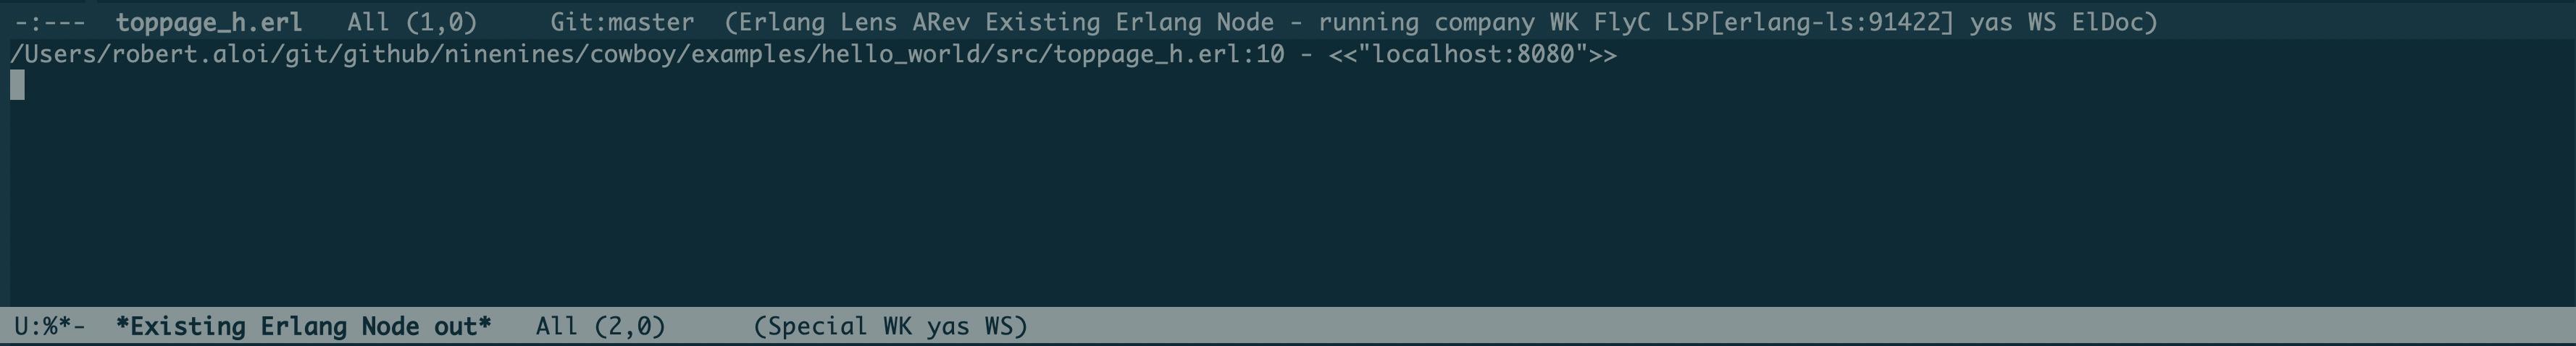 -:---  toppage_h.erl   All (1,0)     Git:master  (Erlang Lens ARev Existing Erlang Node - running company WK FlyC LSP[erlang-ls:91422] yas WS ElDoc)
/Users/robert.aloi/git/github/ninenines/cowboy/examples/hello_world/src/toppage_h.erl:10 - <<"localhost:8080">>
U:%*-  *Existing Erlang Node out*   All (2,0)      (Special WK yas WS)